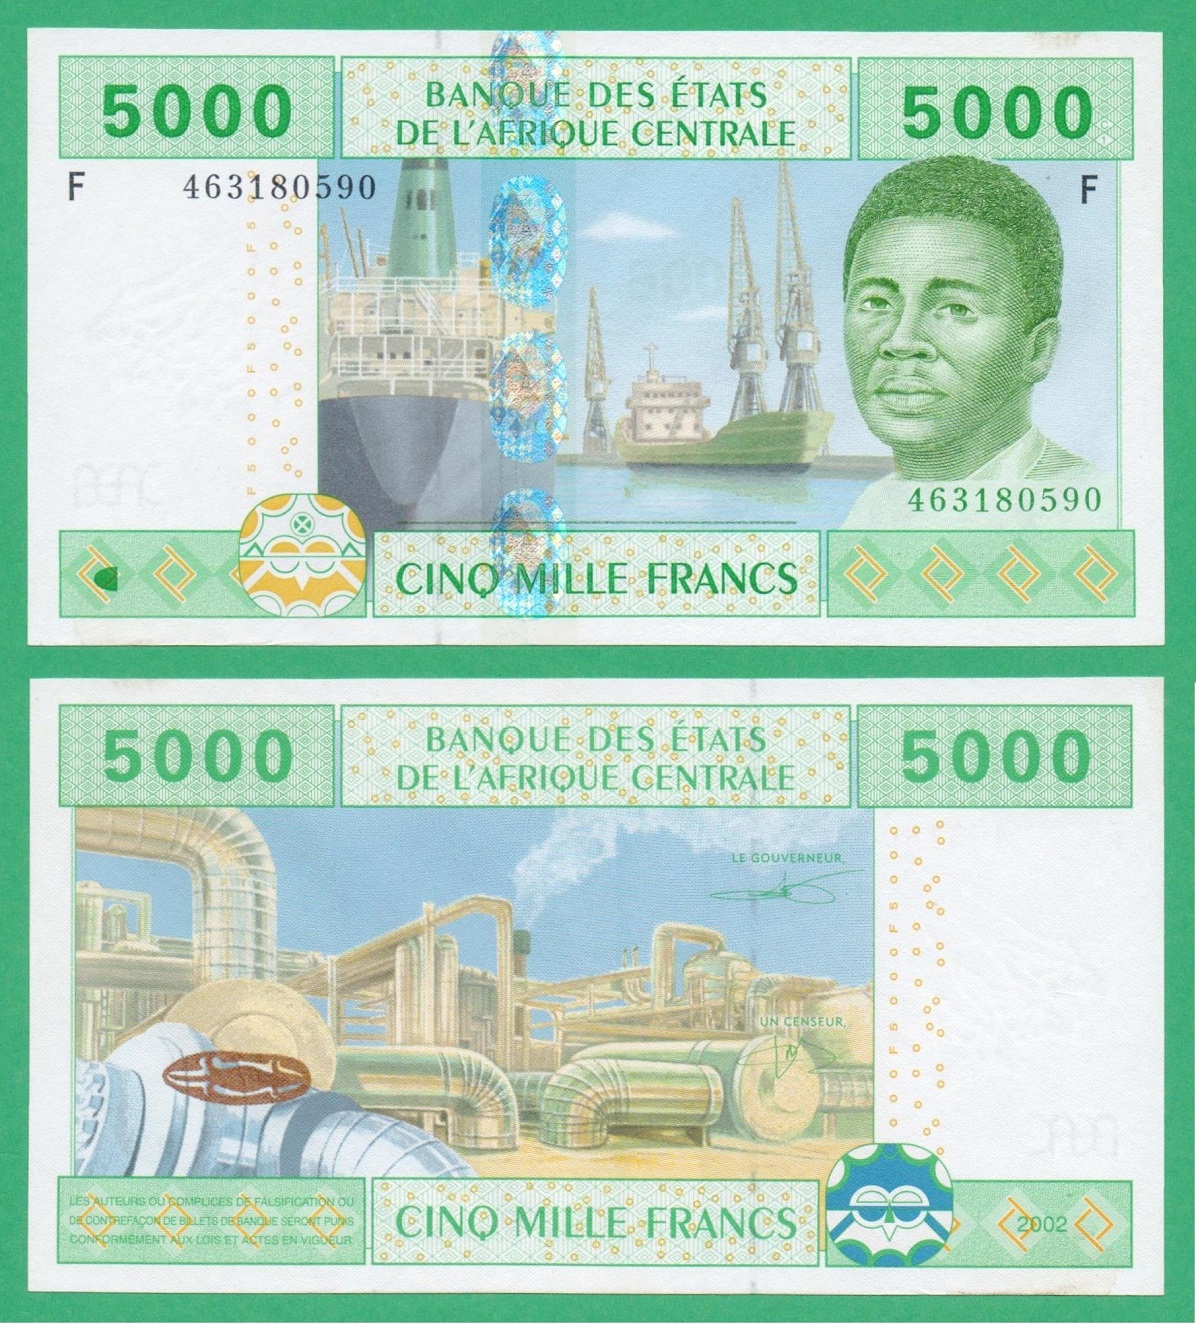 5000
BANQUE DES ÉTATS
DE L'AFRIQUE CENTRALE
5000
F 463180590
F
463180590
CINQ MILLE FRANCS
5000
BANQUE DES ÉTATS
DE L'AFRIQUE CENTRALE
5000
LE GOUVERNEUR,
UN CENSEUR,
LES AUTEURS OU COMPLICES DE FALSIFICATION OU
DE CONTREFAÇON DE BILLETS DE BANQUE SERONT PUNIS
CONFORMÉMENT AUX LOIS ET ACTES EN VIGUEUR.
CINQ MILLE FRANCS
2002